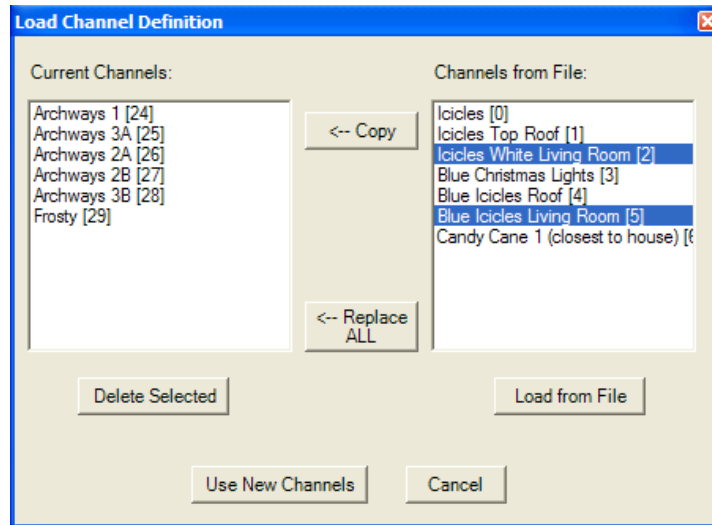 Load Channel Definition
Current Channels:
Archways 1 [24]
Archways 3A [25]
Archways 2A [26]
Archways 2B [27]
Archways 3B [28]
Frosty [29]
<-- Copy
<-- Replace
ALL
Channels from File:
Icicles [0]
Icicles Top Roof [1]
Icicles White Living Room [2]
Blue Christmas Lights [3]
Blue Icicles Roof [4]
Blue Icicles Living Room [5]
Candy Cane 1 (closest to house) [6
Delete Selected
Load from File
Use New Channels
Cancel